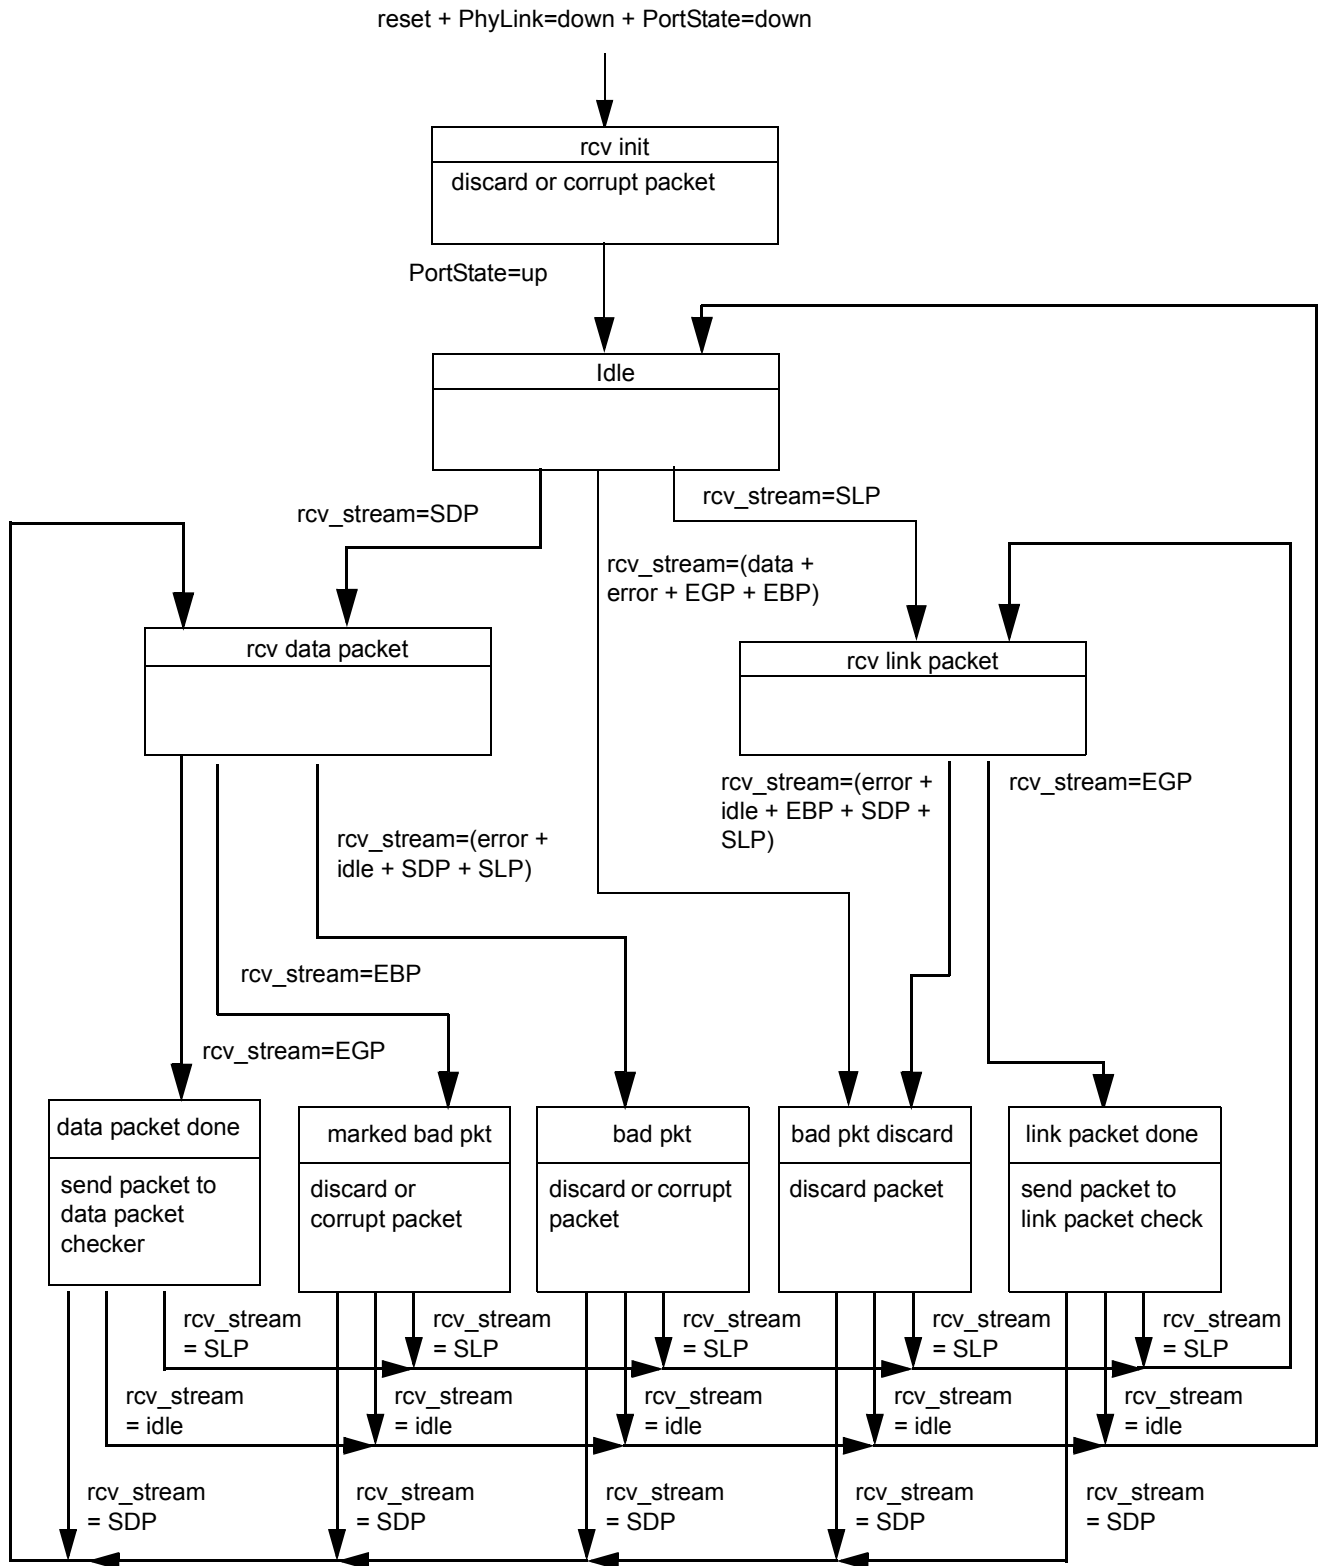 reset + PhyLink=down + PortState=down
rcv init
discard or corrupt packet
PortState=up
Idle
rcv_stream=SLP
rcv_stream=SDP
rcv_stream=(data +
error + EGP + EBP)
rcv data packet
rcv link packet
rcv_stream=(error +
idle + EBP + SDP +
SLP)
rcv_stream=EGP
rcv_stream=(error +
idle + SDP + SLP)
rcv_stream=EBP
rcv_stream=EGP
data packet done
send packet to
data packet
checker
marked bad pkt
discard or
corrupt packet
bad pkt
discard or corrupt
packet
bad pkt discard
discard packet
link packet done
send packet to
link packet check
rcv_stream
= SLP
rcv_stream
= SLP
rcv_stream
= SLP
rcv_stream
= SLP
rcv_stream
= SLP
rcv_stream
= idle
rcv_stream
= idle
rcv_stream
= idle
rcv_stream
= idle
rcv_stream
= idle
rcv_stream
= SDP
rcv_stream
= SDP
rcv_stream
= SDP
rcv_stream
= SDP
rcv_stream
= SDP